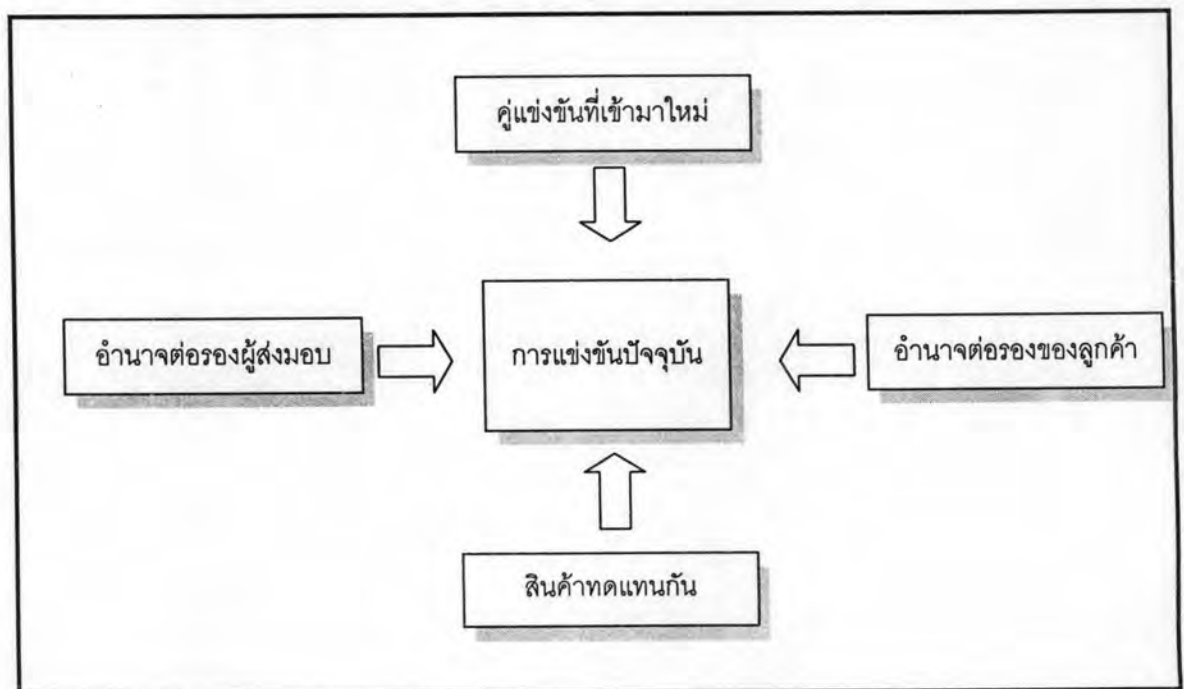 คู่แข่งขันที่เข้ามาใหม่
อำนาจต่อรองผู้ส่งมอบ
การแข่งขันปัจจุบัน
อำนาจต่อรองของลูกค้า
สินค้าทดแทนกัน